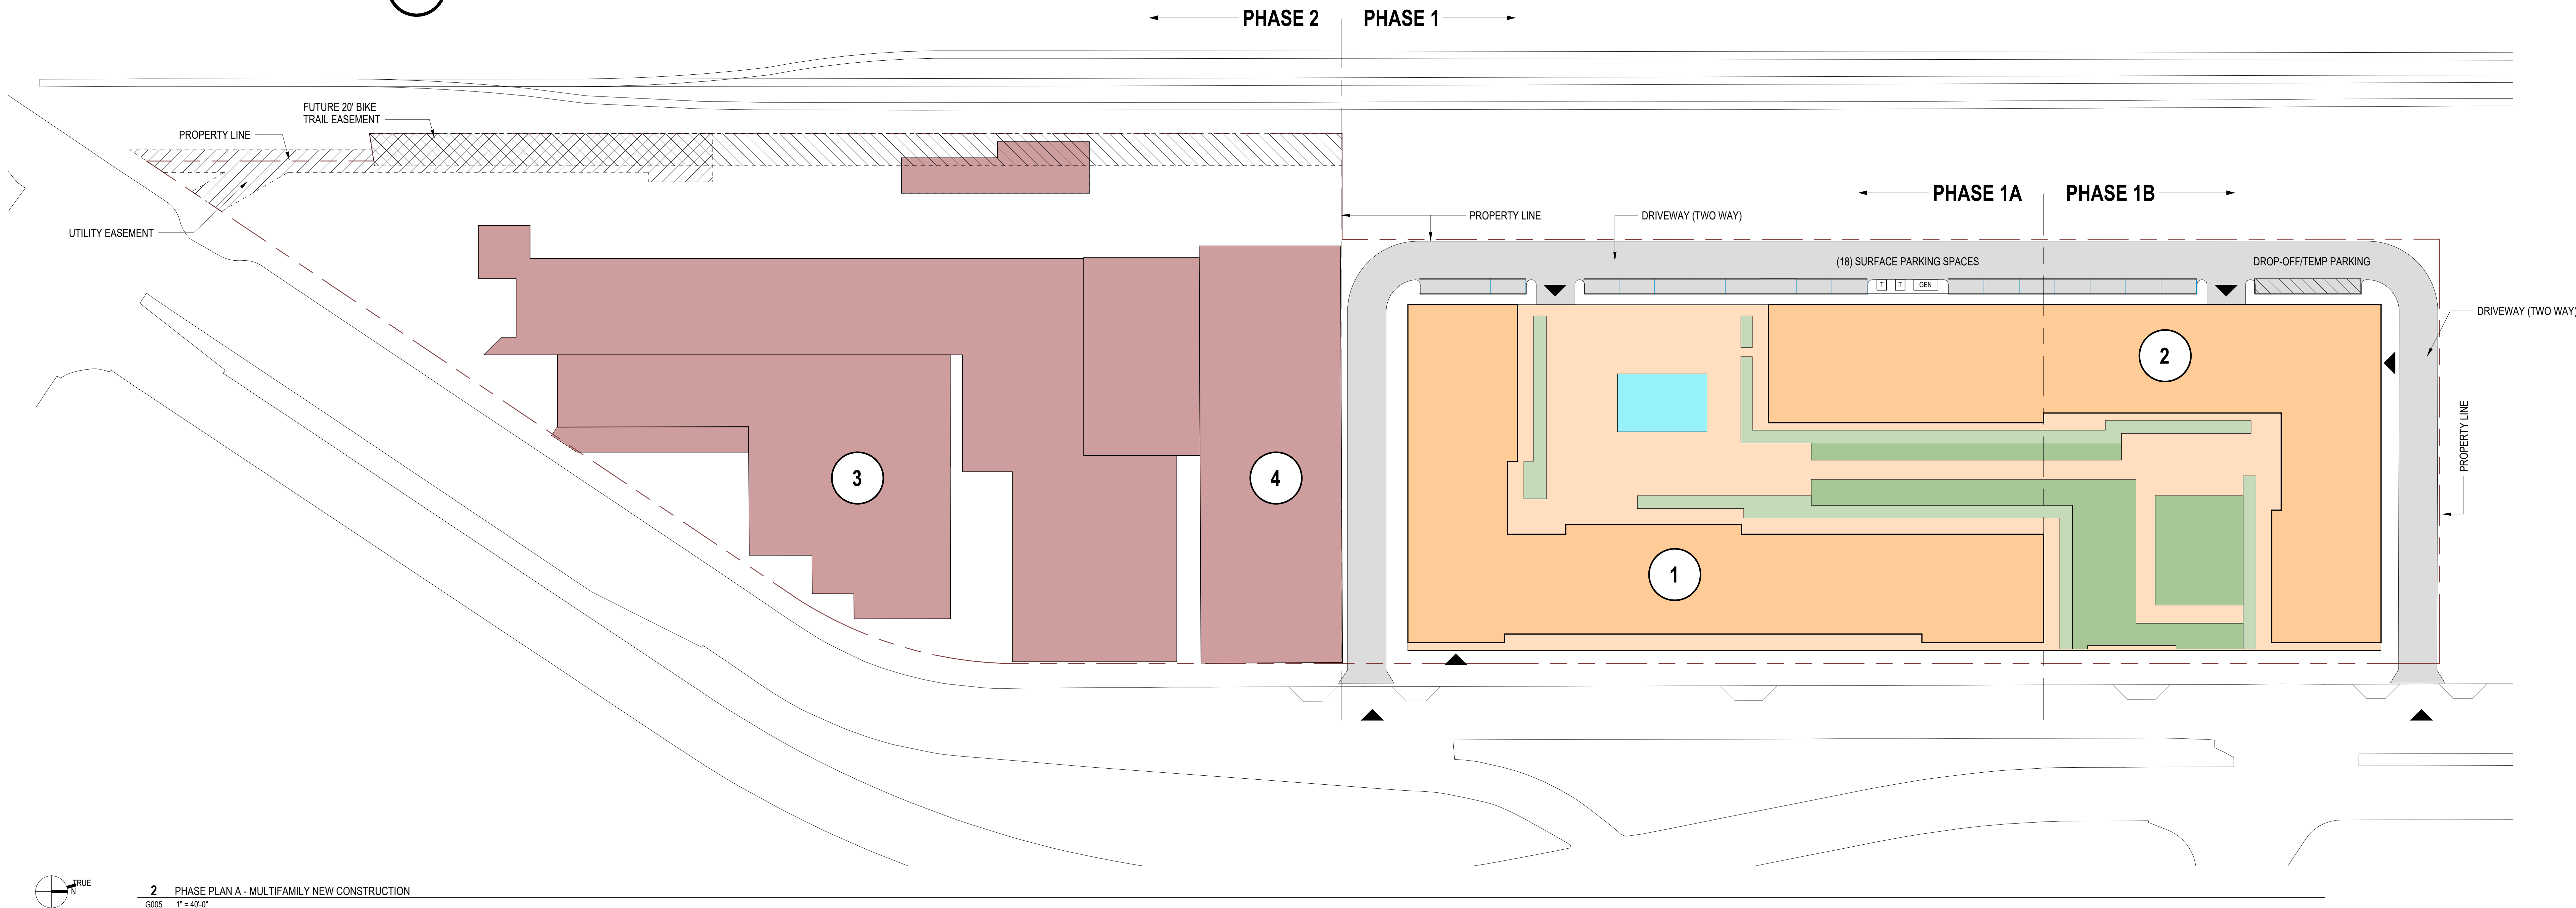 PHASE 2
PHASE 1
FUTURE 20' BIKE
TRAIL EASEMENT
PROPERTY LINE
UTILITY EASEMENT
PHASE 1A
PHASE 1B
PROPERTY LINE
DRIVEWAY (TWO WAY)
(18) SURFACE PARKING SPACES
DROP-OFF/TEMP PARKING
T
T
GEN
DRIVEWAY (TWO WAY)
2
PROPERTY LINE
3
4
1
TRUE
N
2 PHASE PLAN A - MULTIFAMILY NEW CONSTRUCTION
G005 1" = 40'-0"